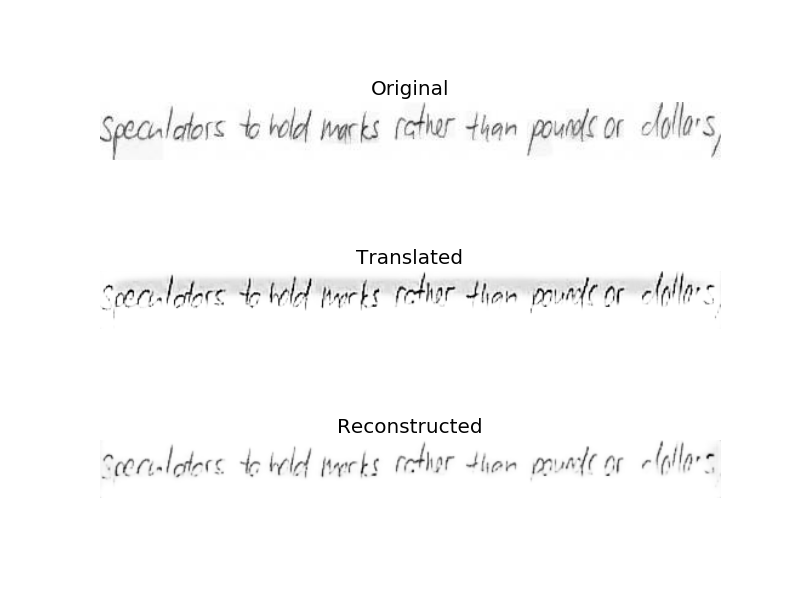 Original
speculators to hold marks rather than pounds or dollars,
Translated
speculators to hold marks rather than pounds or dollars,
Reconstructed
speculators to hold marks rather than pounds or dollars,